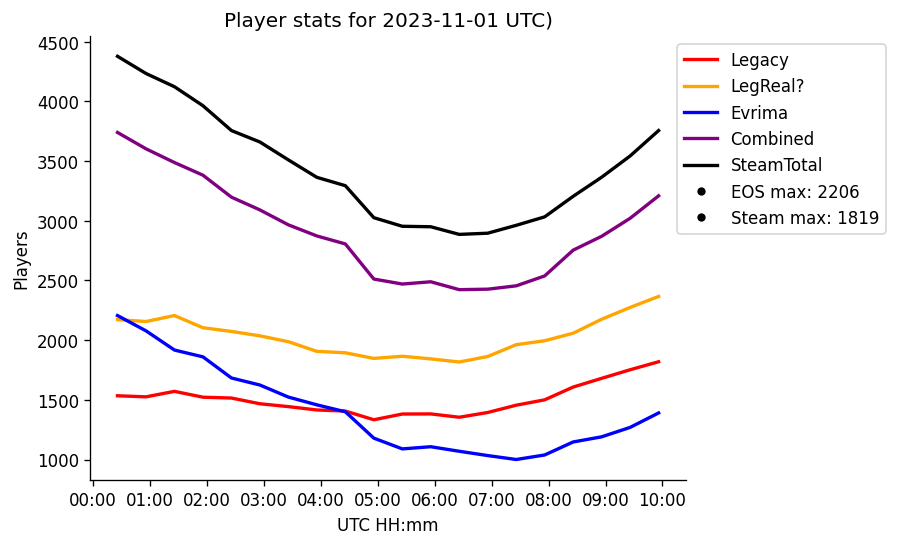 Player stats for 2023-11-01 UTC)
4500
4000
3500
3000
2500
2000
1500
1000
Players
00:00 01:00 02:00 03:00 04:00 05:00 06:00 07:00 08:00 09:00 10:00
UTC HH:mm
Legacy
LegReal?
Evrima
Combined
SteamTotal
EOS max: 2206
Steam max: 1819